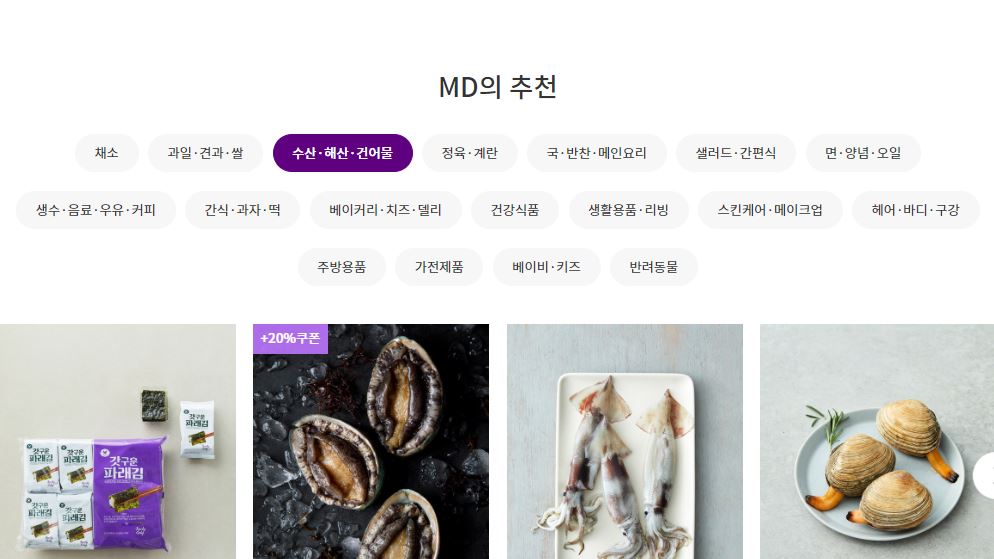 MD의 추천
채소 과일·견과·쌀 수산·해산·건어물 정육·계란 국·반찬·메인요리 샐러드·간편식 면·양념·오일
생수·음료·우유·커피 간식·과자·떡 베이커리·치즈·델리 건강식품 생활용품·리빙 스킨케어·메이크업 헤어·바디·구강
주방용품 가전제품 베이비·키즈 반려동물
+20%쿠폰
갓구운
파래김
갓구운
파래김
갓구운
파래김
갓구운
파래김
갓구운
파래김
갓구운
파래김